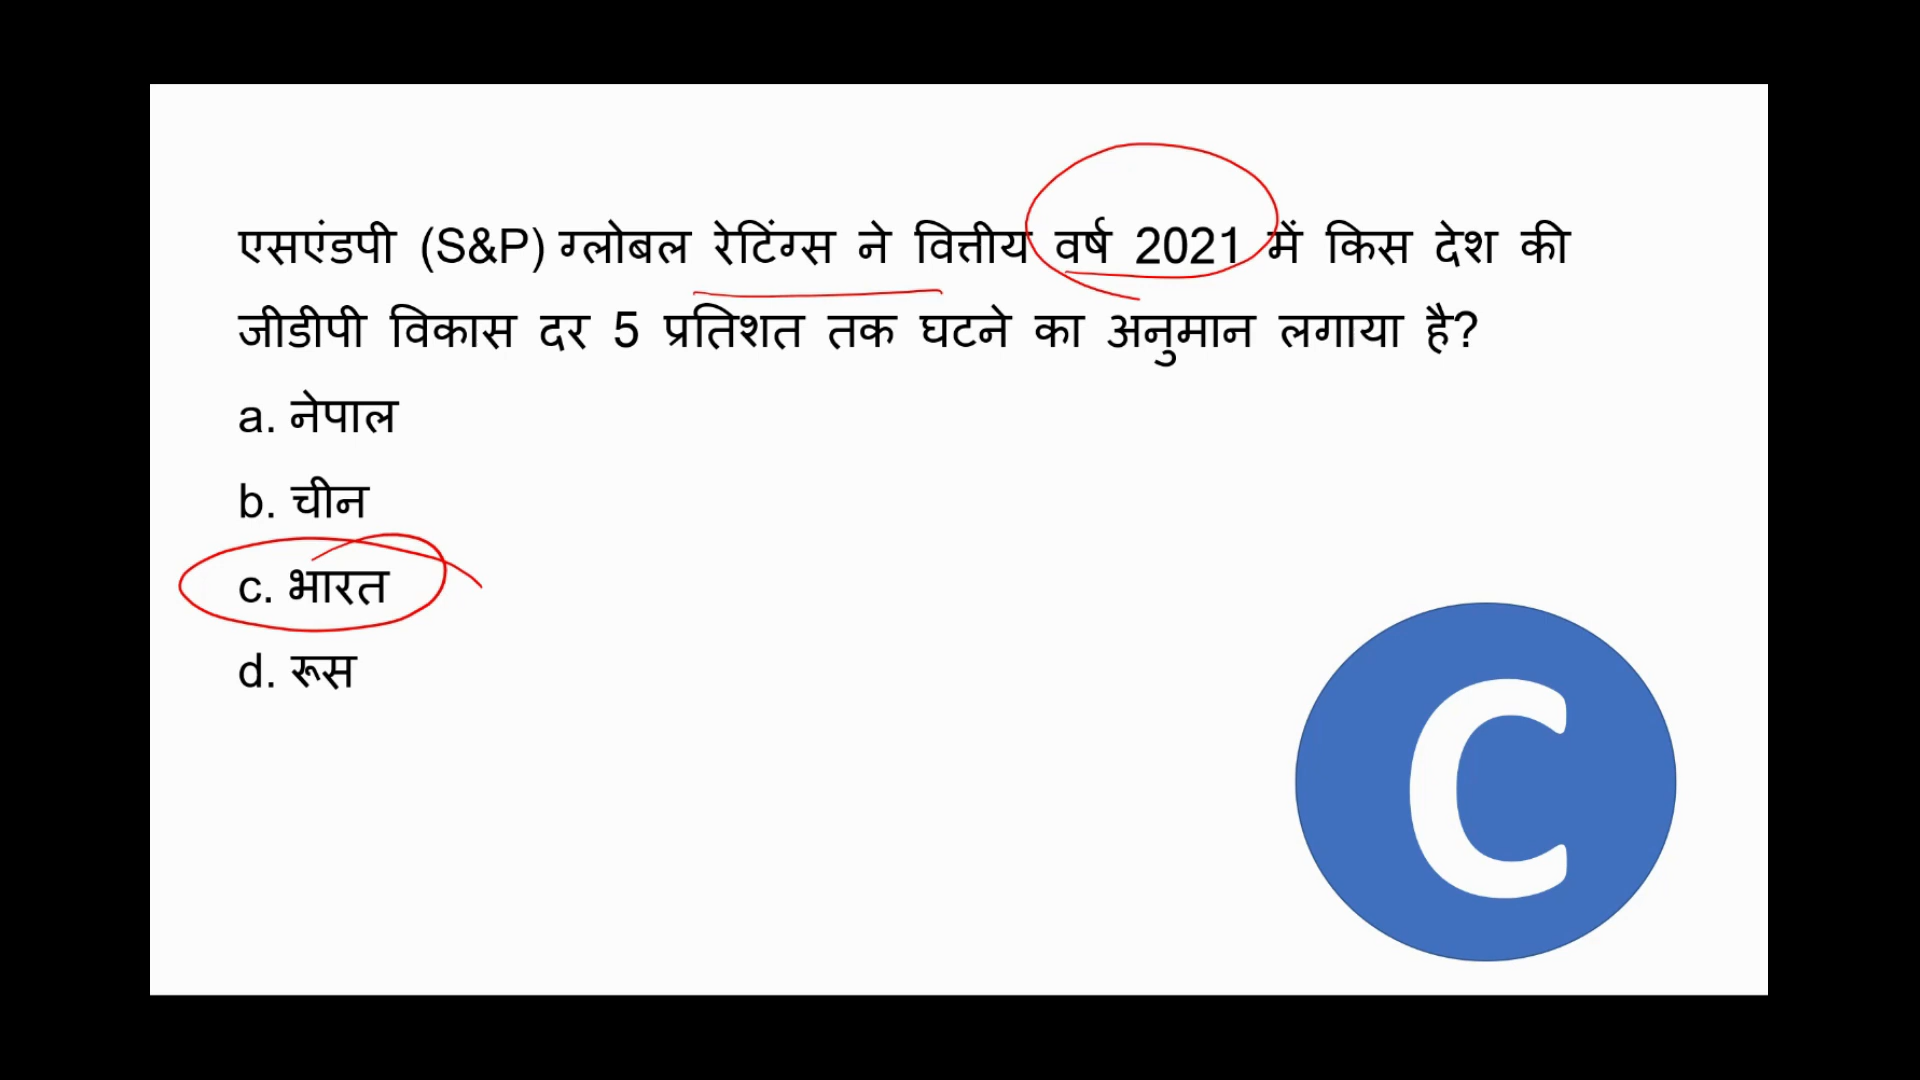 एसएंडपी (S&P) ग्लोबल रेटिंग्स ने वित्तीय वर्ष 2021 में किस देश की
जीडीपी विकास दर 5 प्रतिशत तक घटने का अनुमान लगाया है?
a. नेपाल
b. चीन
c. भारत
d. रूस
C